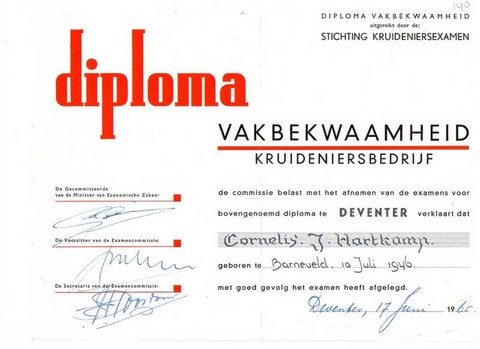 140
DIPLOMA VAKBEKWAAMHEID
uitgereikt door de:
STICHTING KRUIDENIERSEXAMEN
diploma
VAKBEKWAAMHEID
KRUIDENIERSBEDRIJF
De Gecommitteerde
van de Minister van Economische Zaken:
de commissie belast met het afnemen van de examens voor
bovengenoemd diploma te DEVENTER verklaart dat
De Voorzitter van de Examencommissie:
Cornelis. J. Hartkamp.
geboren te Barneveld, 10 Juli 1940.
De Secretaris van de Examencommissie:
met goed gevolg het examen heeft afgelegd.
Deventer, 17 Juni 196